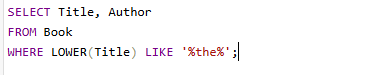 SELECT Title, Author
FROM Book
WHERE LOWER(Title) LIKE '%the%';